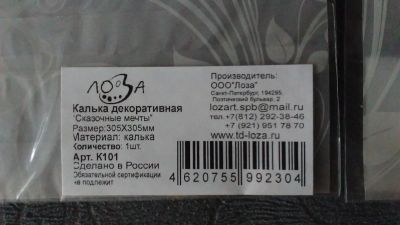 ЛОЗА
Калька декоративная
"Сказочные мечты"
Размер:305X305мм
Материал: калька
Количество: 1шт.
Арт. K101
Сделано в России
Обязательной сертификации
не подлежит
Производитель:
ООО"Лоза"
Санкт-Петербург, 194295,
Поэтический бульвар, 2
lozart.spb@mail.ru
тел.+7(812) 292-38-46
+7 (921) 951 78 70
www.td-loza.ru
4 620755 992304